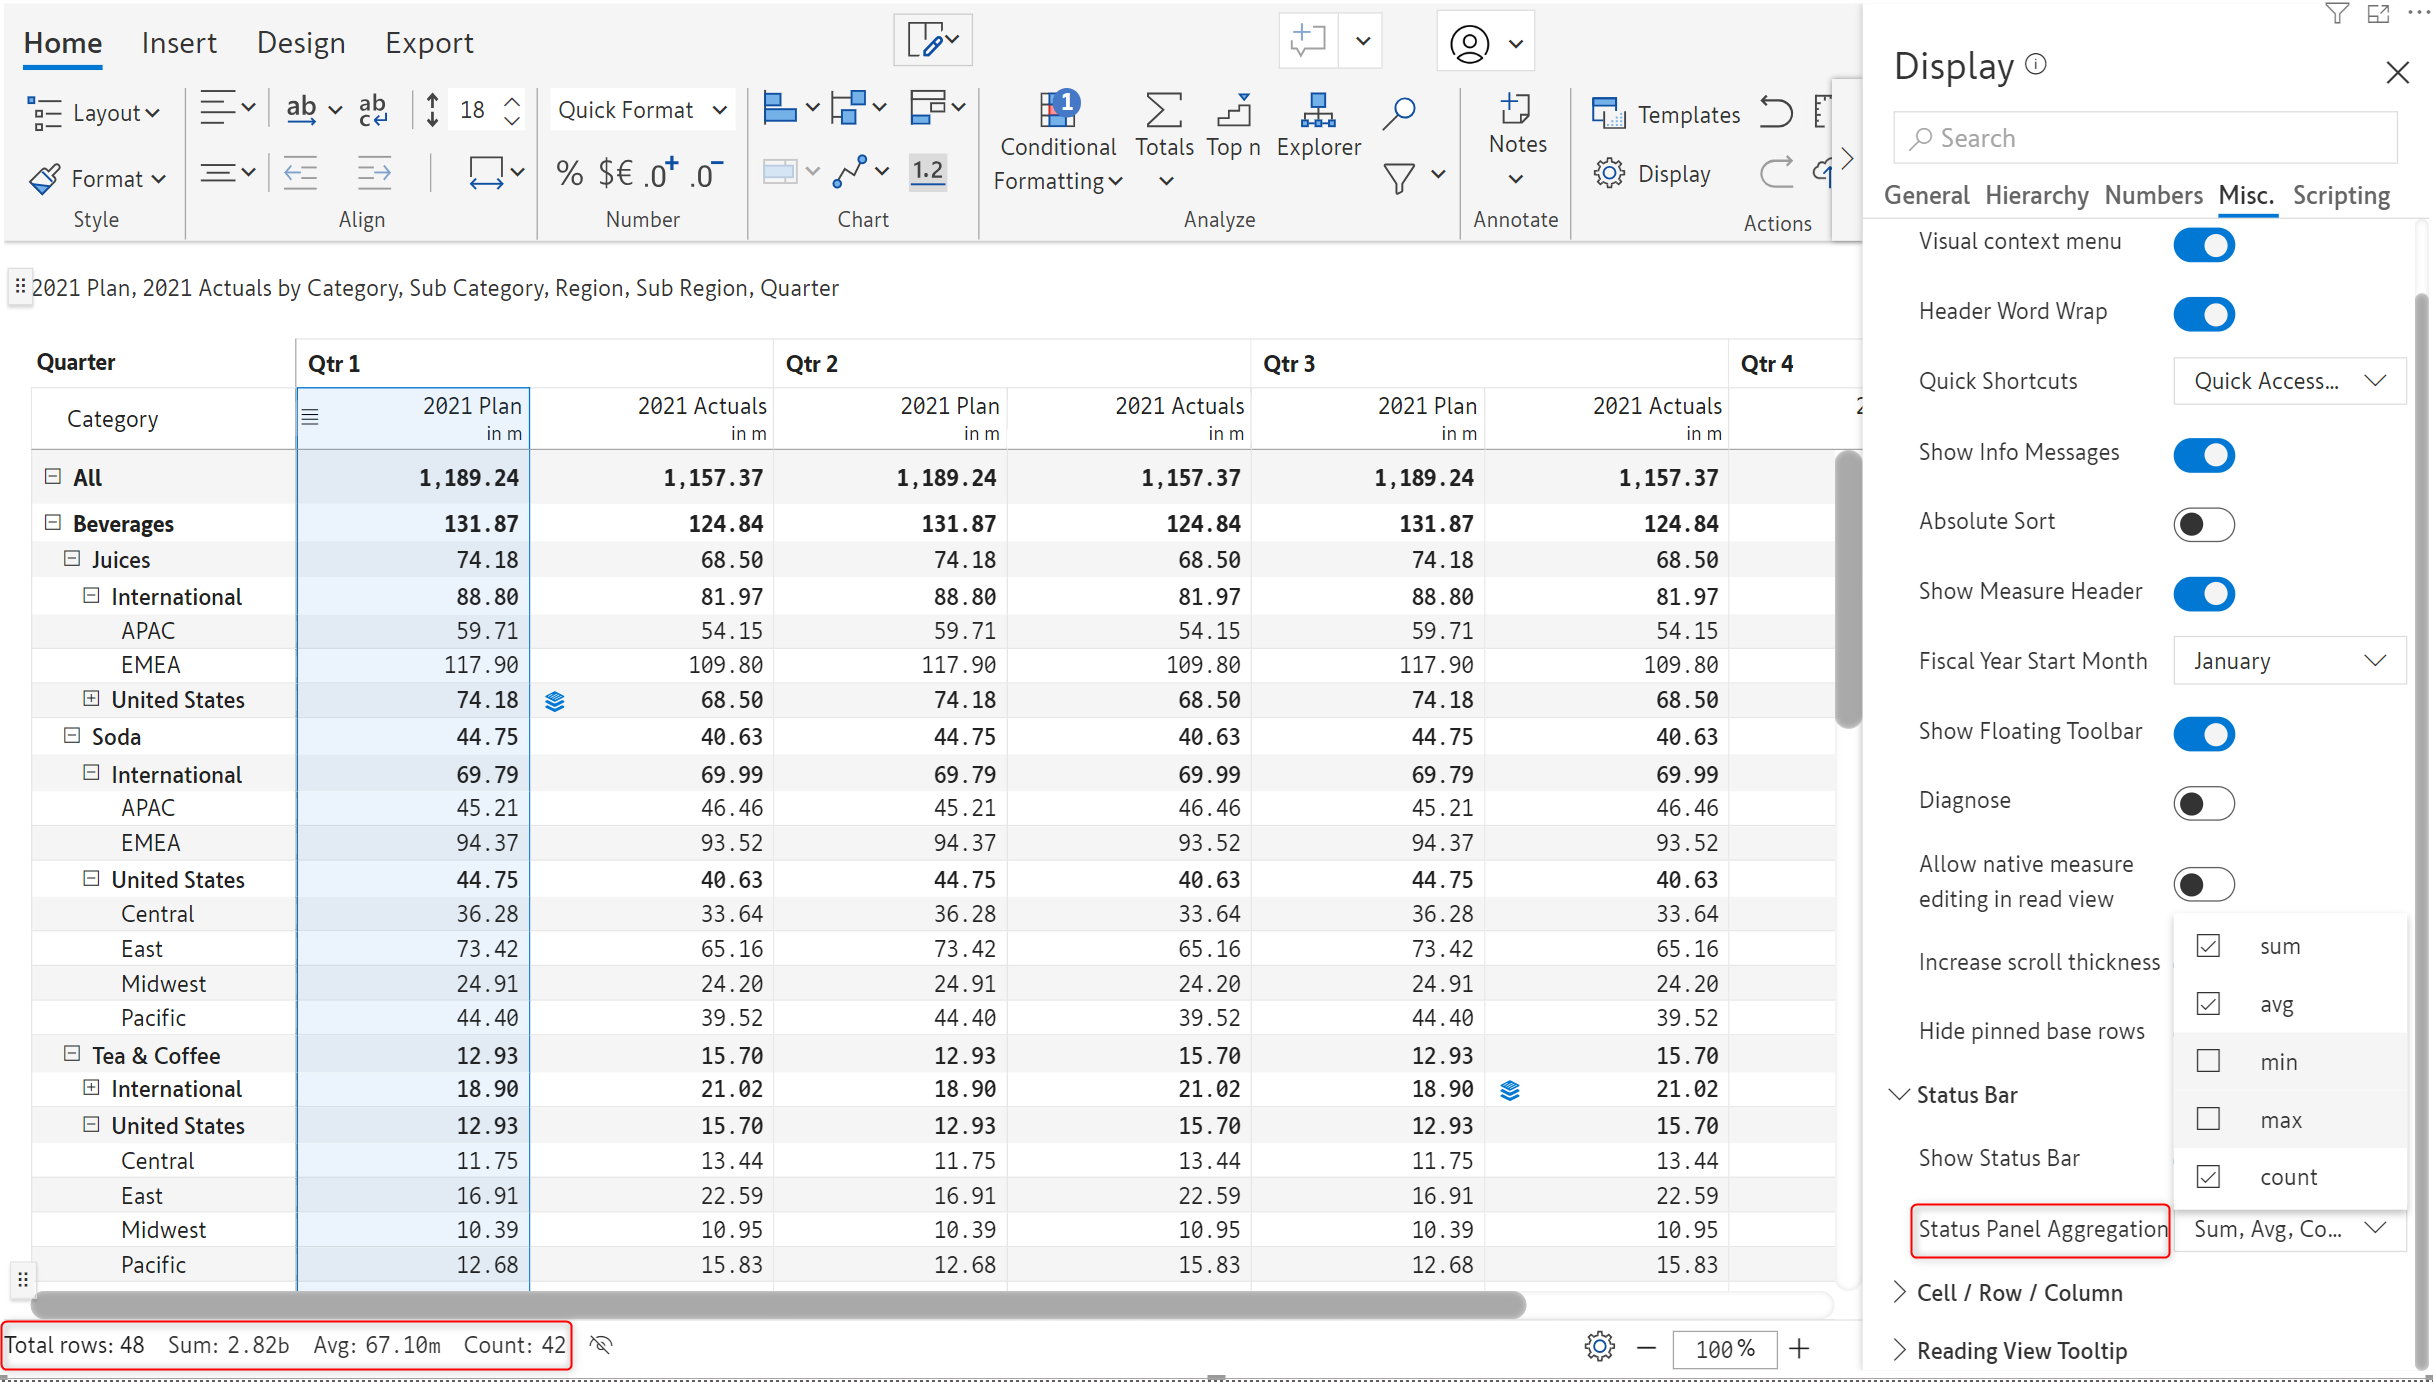 Home Insert Design Export
Layout
Format
Style
ab
ab
c
18
Align
Quick Format
% $€ .0+ .0-
Number
1.2
Chart
1
Conditional
Formatting
Totals
Top n
Explorer
Analyze
Notes
Annotate
Templates
Display
Actions
2021 Plan, 2021 Actuals by Category, Sub Category, Region, Sub Region, Quarter
Quarter Qtr 1 Qtr 2 Qtr 3 Qtr 4
Category 2021 Plan 2021 Actuals 2021 Plan 2021 Actuals 2021 Plan 2021 Actuals 2
in m in m in m in m in m in m
All 1,189.24 1,157.37 1,189.24 1,157.37 1,189.24 1,157.37
Beverages 131.87 124.84 131.87 124.84 131.87 124.84
Juices 74.18 68.50 74.18 68.50 74.18 68.50
International 88.80 81.97 88.80 81.97 88.80 81.97
APAC 59.71 54.15 59.71 54.15 59.71 54.15
EMEA 117.90 109.80 117.90 109.80 117.90 109.80
United States 74.18 68.50 74.18 68.50 74.18 68.50
Soda 44.75 40.63 44.75 40.63 44.75 40.63
International 69.79 69.99 69.79 69.99 69.79 69.99
APAC 45.21 46.46 45.21 46.46 45.21 46.46
EMEA 94.37 93.52 94.37 93.52 94.37 93.52
United States 44.75 40.63 44.75 40.63 44.75 40.63
Central 36.28 33.64 36.28 33.64 36.28 33.64
East 73.42 65.16 73.42 65.16 73.42 65.16
Midwest 24.91 24.20 24.91 24.20 24.91 24.20
Pacific 44.40 39.52 44.40 39.52 44.40 39.52
Tea & Coffee 12.93 15.70 12.93 15.70 12.93 15.70
International 18.90 21.02 18.90 21.02 18.90 21.02
United States 12.93 15.70 12.93 15.70 12.93 15.70
Central 11.75 13.44 11.75 13.44 11.75 13.44
East 16.91 22.59 16.91 22.59 16.91 22.59
Midwest 10.39 10.95 10.39 10.95 10.39 10.95
Pacific 12.68 15.83 12.68 15.83 12.68 15.83
Total rows: 48 Sum: 2.82b Avg: 67.10m Count: 42
100 %
Display
Search
General Hierarchy Numbers Misc. Scripting
Visual context menu
Header Word Wrap
Quick Shortcuts Quick Access...
Show Info Messages
Absolute Sort
Show Measure Header
Fiscal Year Start Month January
Show Floating Toolbar
Diagnose
Allow native measure
editing in read view
Increase scroll thickness
Hide pinned base rows
Status Bar
Show Status Bar
sum
avg
min
max
count
Status Panel Aggregation Sum, Avg, Co...
Cell / Row / Column
Reading View Tooltip